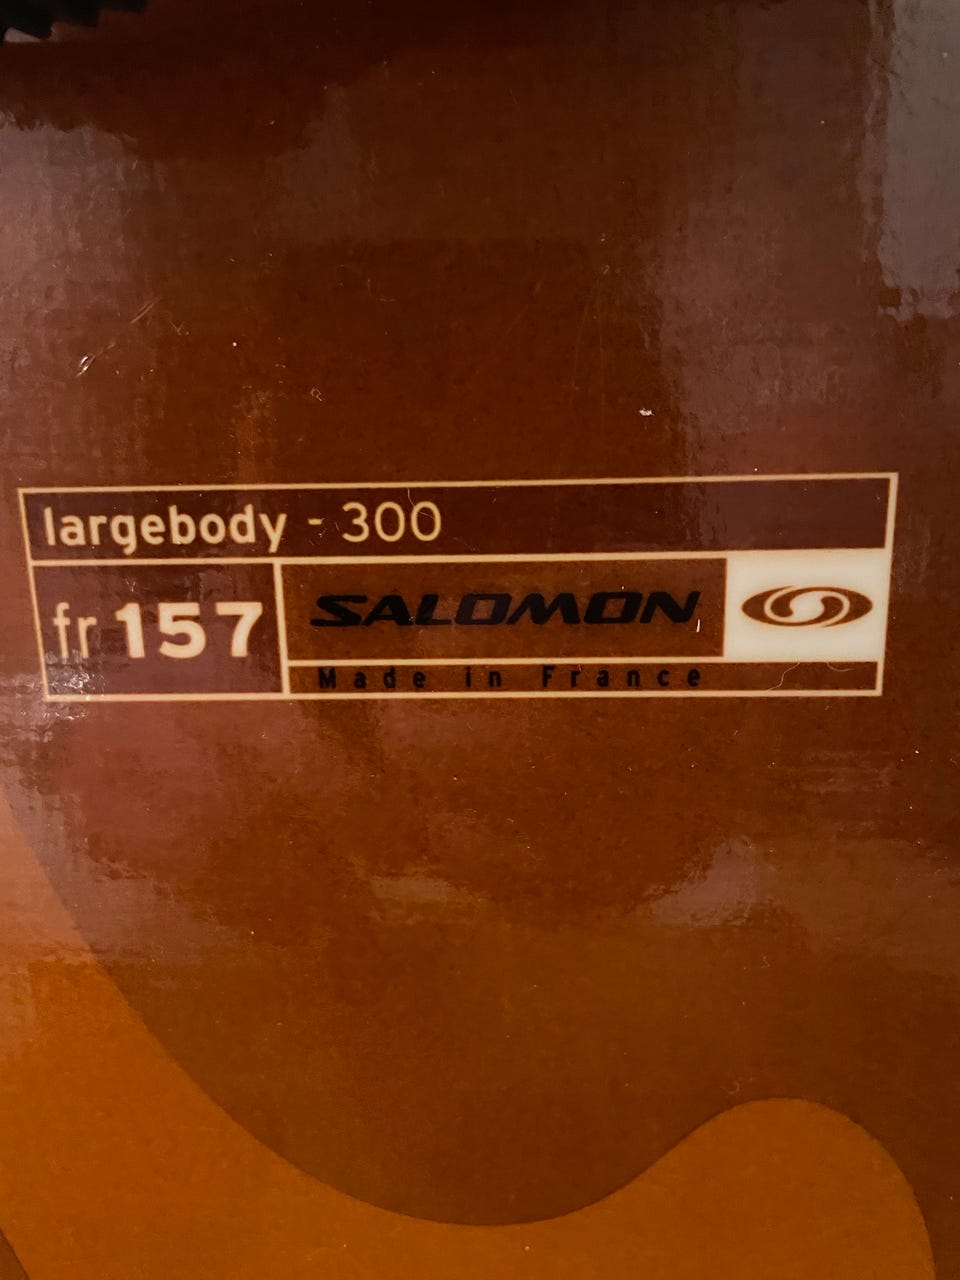 largebody - 300
fr 157
SALOMON
Made in France